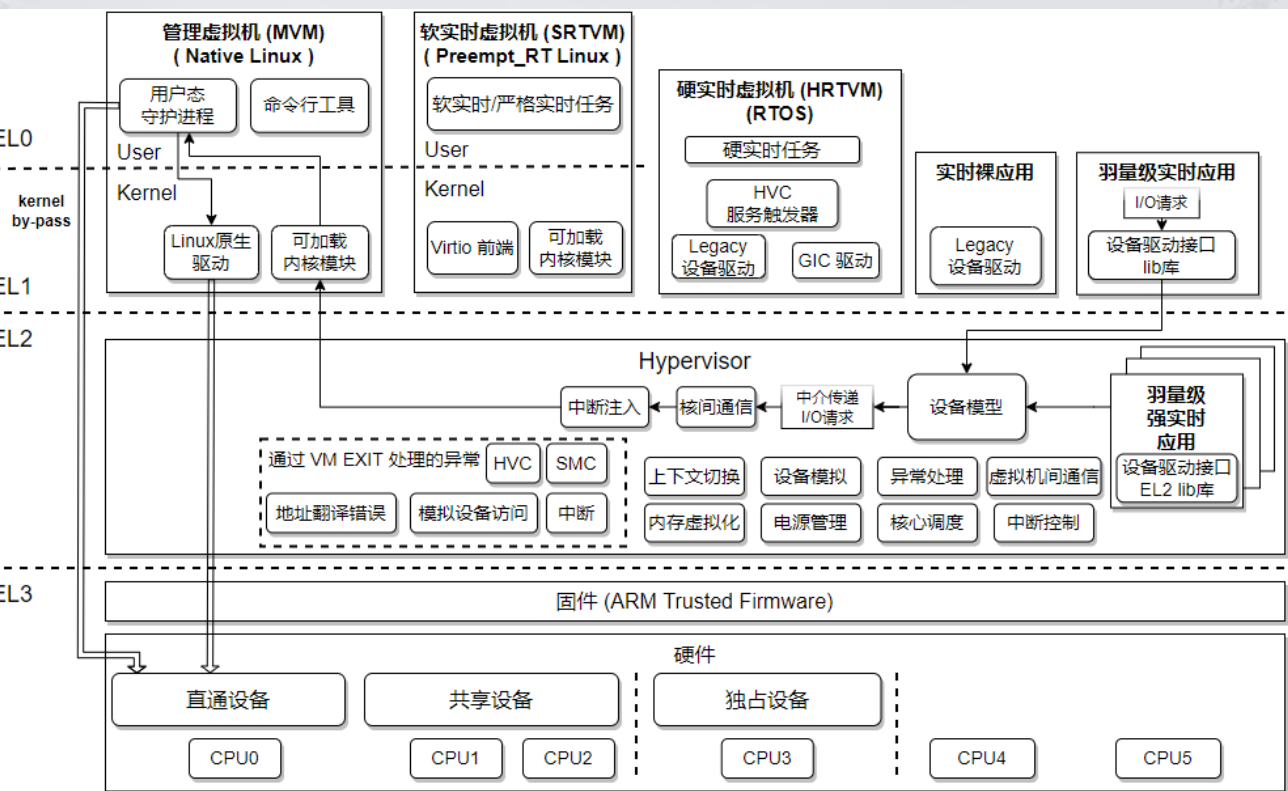 管理虚拟机 (MVM)
( Native Linux )
用户态
守护进程
命令行工具
User
Kernel
Linux原生
驱动
可加载
内核模块
软实时虚拟机 (SRTVM)
( Preempt_RT Linux )
软实时/严格实时任务
User
Kernel
Virtio 前端
可加载
内核模块
硬实时虚拟机 (HRTVM)
(RTOS)
硬实时任务
HVC
服务触发器
Legacy
设备驱动
GIC 驱动
实时裸应用
Legacy
设备驱动
羽量级实时应用
I/O请求
设备驱动接口
lib库
EL0
kernel
by-pass
EL1
EL2
Hypervisor
中断注入
核间通信
中介传递
I/O请求
设备模型
羽量级
强实时
应用
设备驱动接口
EL2 lib库
通过 VM EXIT 处理的异常
HVC
SMC
地址翻译错误
模拟设备访问
中断
上下文切换
设备模拟
异常处理
虚拟机间通信
内存虚拟化
电源管理
核心调度
中断控制
EL3
固件 (ARM Trusted Firmware)
硬件
直通设备
共享设备
独占设备
CPU0
CPU1
CPU2
CPU3
CPU4
CPU5